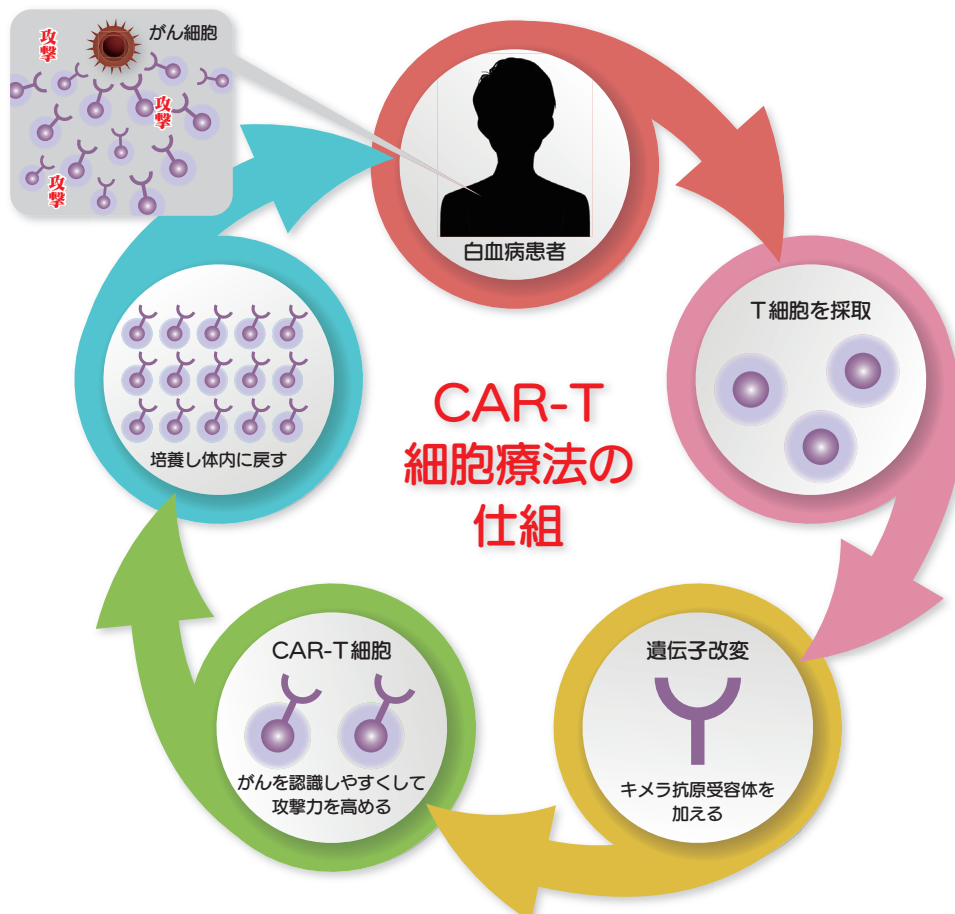 攻撃
がん細胞
攻撃
攻撃
白血病患者
T細胞を採取
遺伝子改変
キメラ抗原受容体を
加える
CAR-T細胞
がんを認識しやすくして
攻撃力を高める
培養し体内に戻す
CAR-T
細胞療法の
仕組